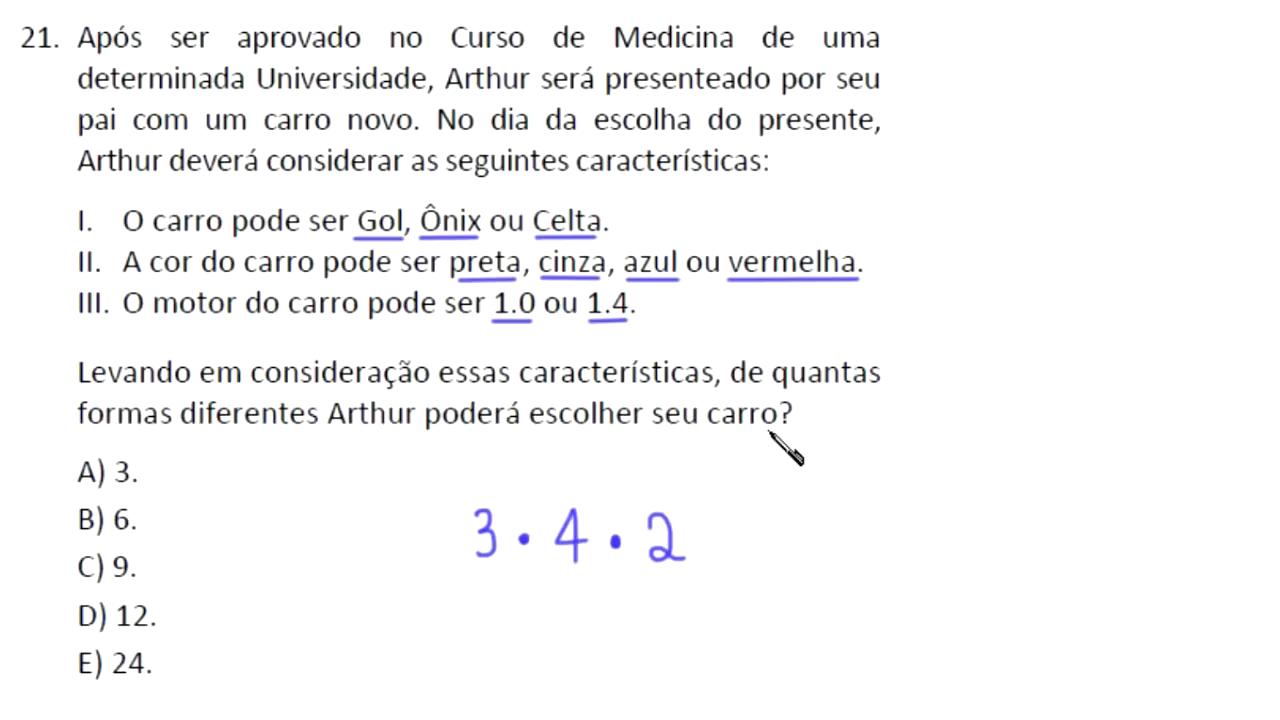 21. Após ser aprovado no Curso de Medicina de uma
determinada Universidade, Arthur será presenteado por seu
pai com um carro novo. No dia da escolha do presente,
Arthur deverá considerar as seguintes características:
I. O carro pode ser Gol, Ônix ou Celta.
II. A cor do carro pode ser preta, cinza, azul ou vermelha.
III. O motor do carro pode ser 1.0 ou 1.4.
Levando em consideração essas características, de quantas
formas diferentes Arthur poderá escolher seu carro?
A) 3.
B) 6.
C) 9.
D) 12.
E) 24.
3 · 4 · 2